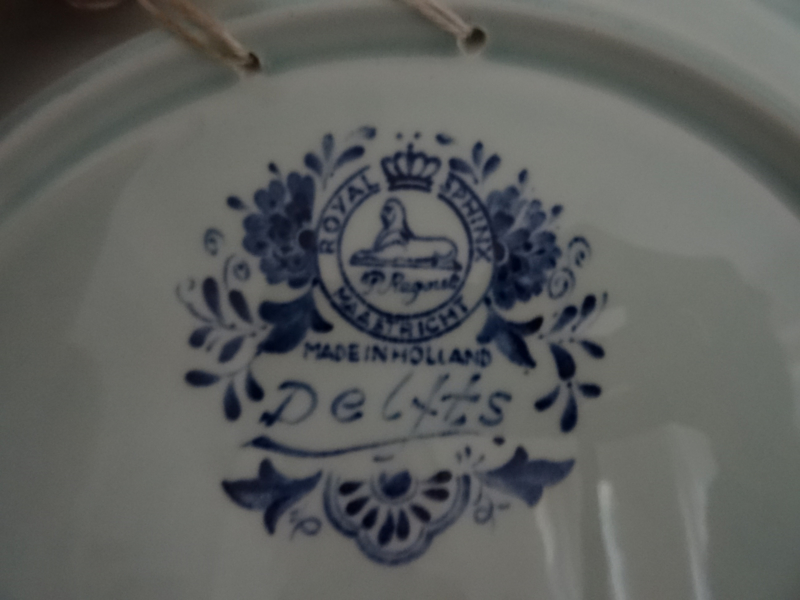 ROYAL SPHINX
P. Regout
MAASTRICHT
MADE IN HOLLAND
Delfts